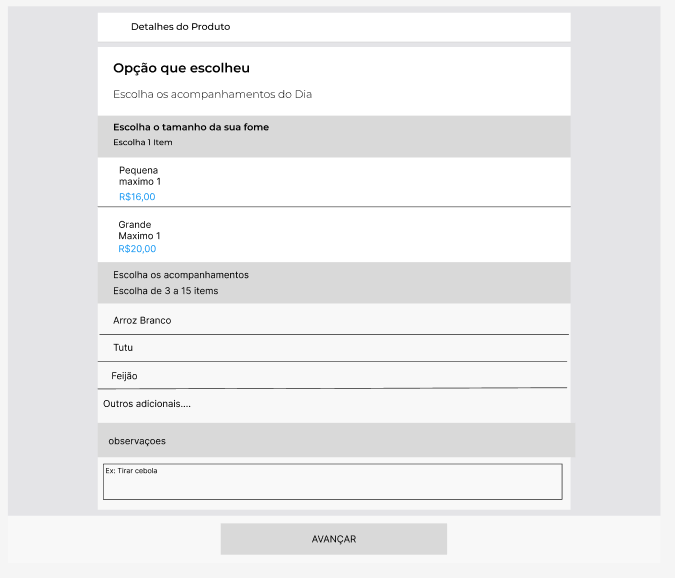 Detalhes do Produto
Opção que escolheu
Escolha os acompanhamentos do Dia
Escolha o tamanho da sua fome
Escolha 1 Item
Pequena
maximo 1
R$16,00
Grande
Maximo 1
R$20,00
Escolha os acompanhamentos
Escolha de 3 a 15 items
Arroz Branco
Tutu
Feijão
Outros adicionais....
observaçoes
Ex: Tirar cebola
AVANÇAR